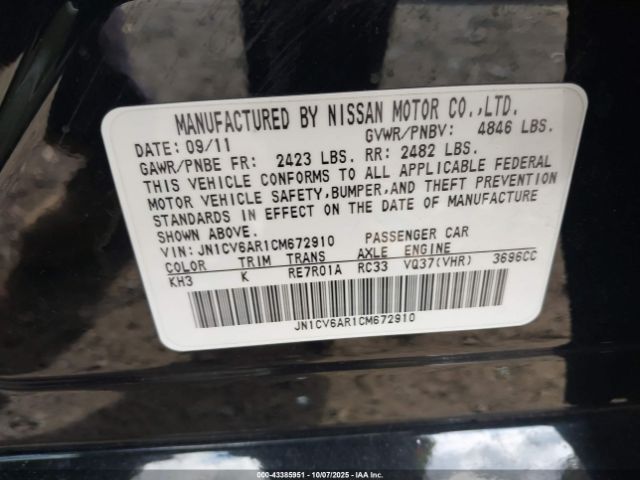 MANUFACTURED BY NISSAN MOTOR CO.,LTD.
DATE: 09/11 GVWR/PNBV: 4846 LBS.
GAWR/PNBE FR: 2423 LBS. RR: 2482 LBS.
THIS VEHICLE CONFORMS TO ALL APPLICABLE FEDERAL
MOTOR VEHICLE SAFETY,BUMPER,AND THEFT PREVENTION
STANDARDS IN EFFECT ON THE DATE OF MANUFACTURE
SHOWN ABOVE.
VIN: JN1CV6AR1CM672910 PASSENGER CAR
COLOR TRIM TRANS AXLE ENGINE
KH3 K RE7R01A RC33 VQ37(VHR) 3696CC
JN1CV6AR1CM672910
000-43385951 - 10/07/2025 - IAA Inc.